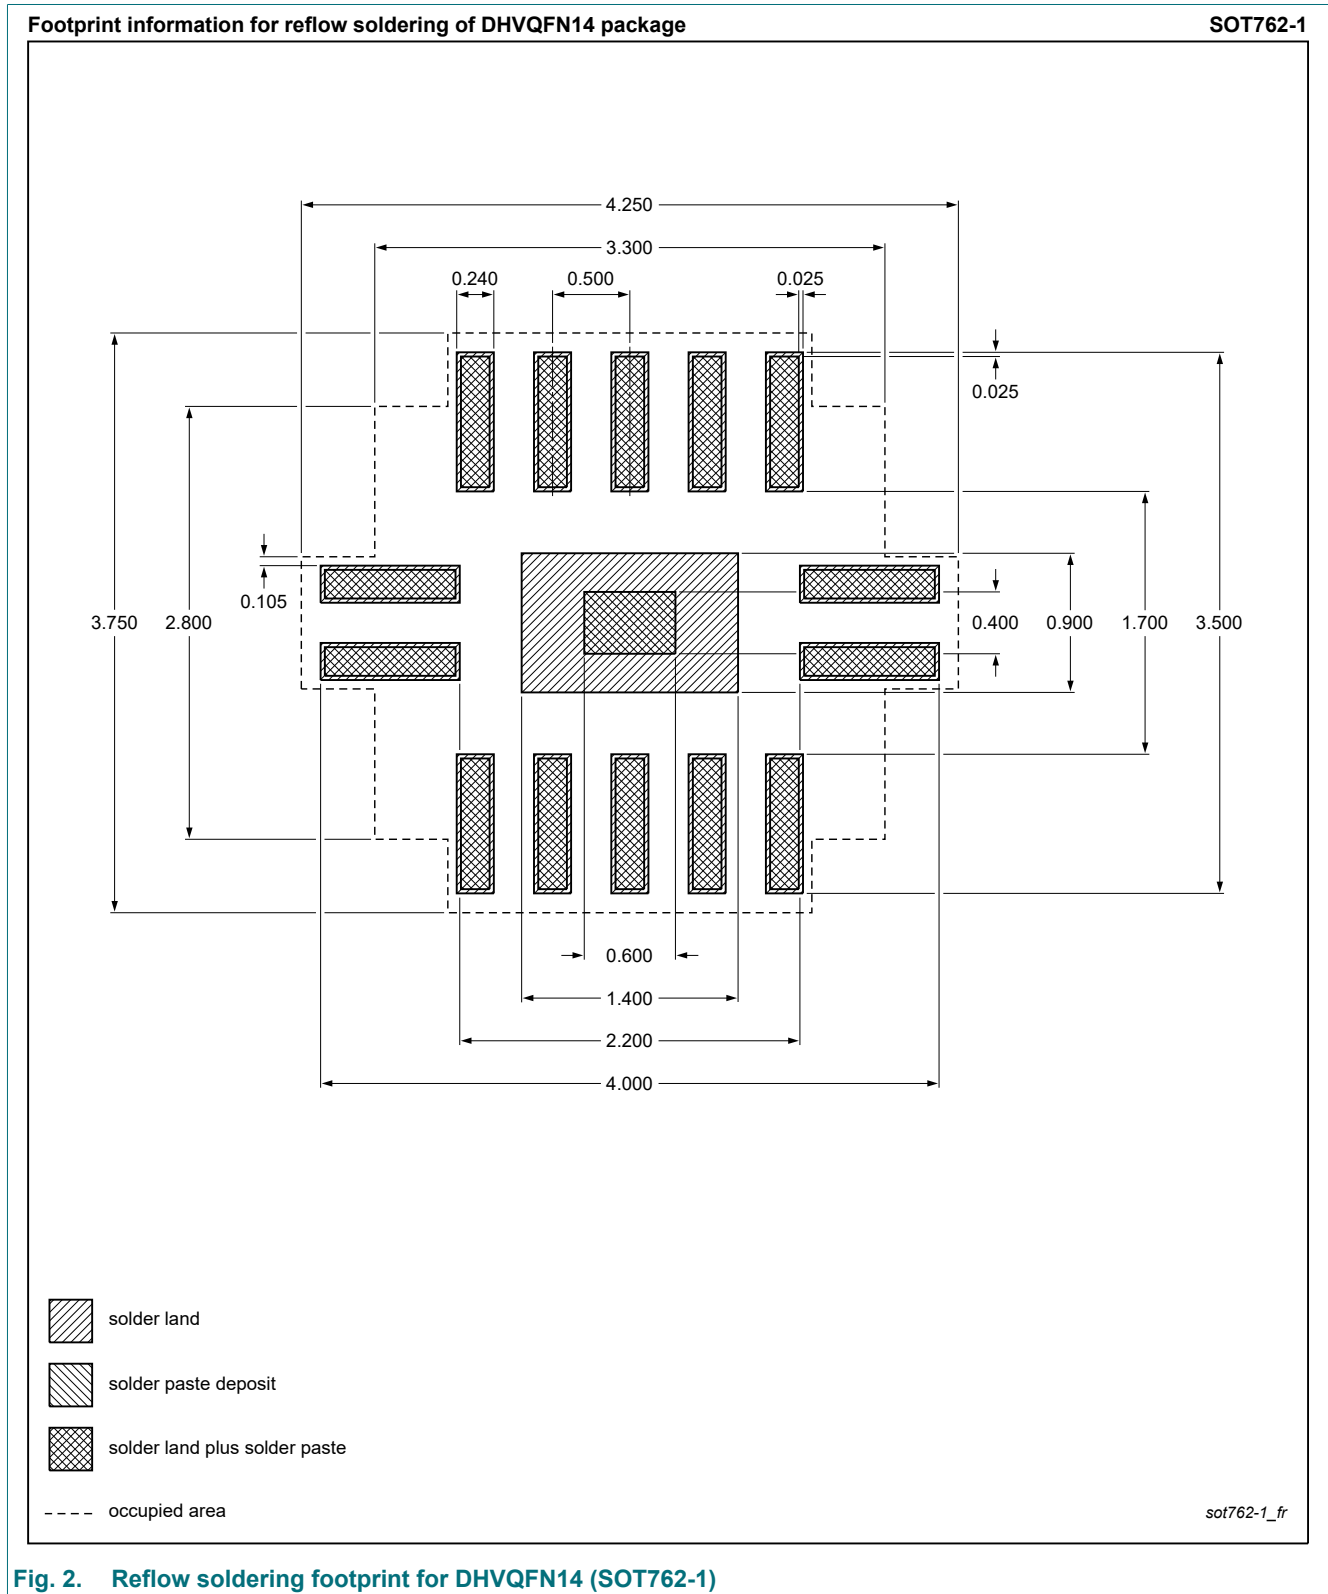 Footprint information for reflow soldering of DHVQFN14 package SOT762-1
4.250
3.300
0.240 0.500 0.025
0.025
0.105
3.750 2.800 0.400 0.900 1.700 3.500
0.600
1.400
2.200
4.000
solder land
solder paste deposit
solder land plus solder paste
occupied area sot762-1_fr
Fig. 2. Reflow soldering footprint for DHVQFN14 (SOT762-1)